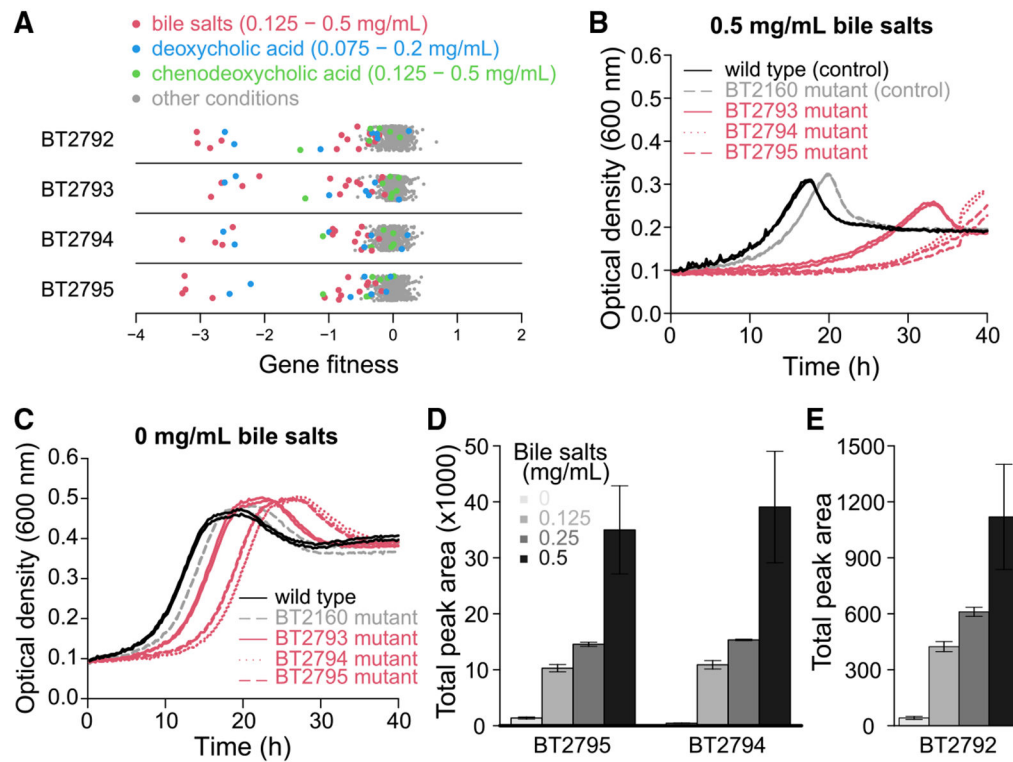 A
bile salts (0.125 − 0.5 mg/mL)
deoxycholic acid (0.075 − 0.2 mg/mL)
chenodeoxycholic acid (0.125 − 0.5 mg/mL)
other conditions
BT2792
BT2793
BT2794
BT2795
−4 −3 −2 −1 0 1 2
Gene fitness
B
0.5 mg/mL bile salts
Optical density (600 nm)
0.6
0.5
0.4
0.3
0.2
0.1
0.0
wild type (control)
BT2160 mutant (control)
BT2793 mutant
BT2794 mutant
BT2795 mutant
0 10 20 30 40
Time (h)
C
0 mg/mL bile salts
Optical density (600 nm)
0.6
0.5
0.4
0.3
0.2
0.1
0.0
wild type
BT2160 mutant
BT2793 mutant
BT2794 mutant
BT2795 mutant
0 10 20 30 40
Time (h)
D
Total peak area (x1000)
50
40
30
20
10
0
Bile salts
(mg/mL)
0
0.125
0.25
0.5
BT2795 BT2794
E
Total peak area
1500
1200
900
600
300
0
BT2792